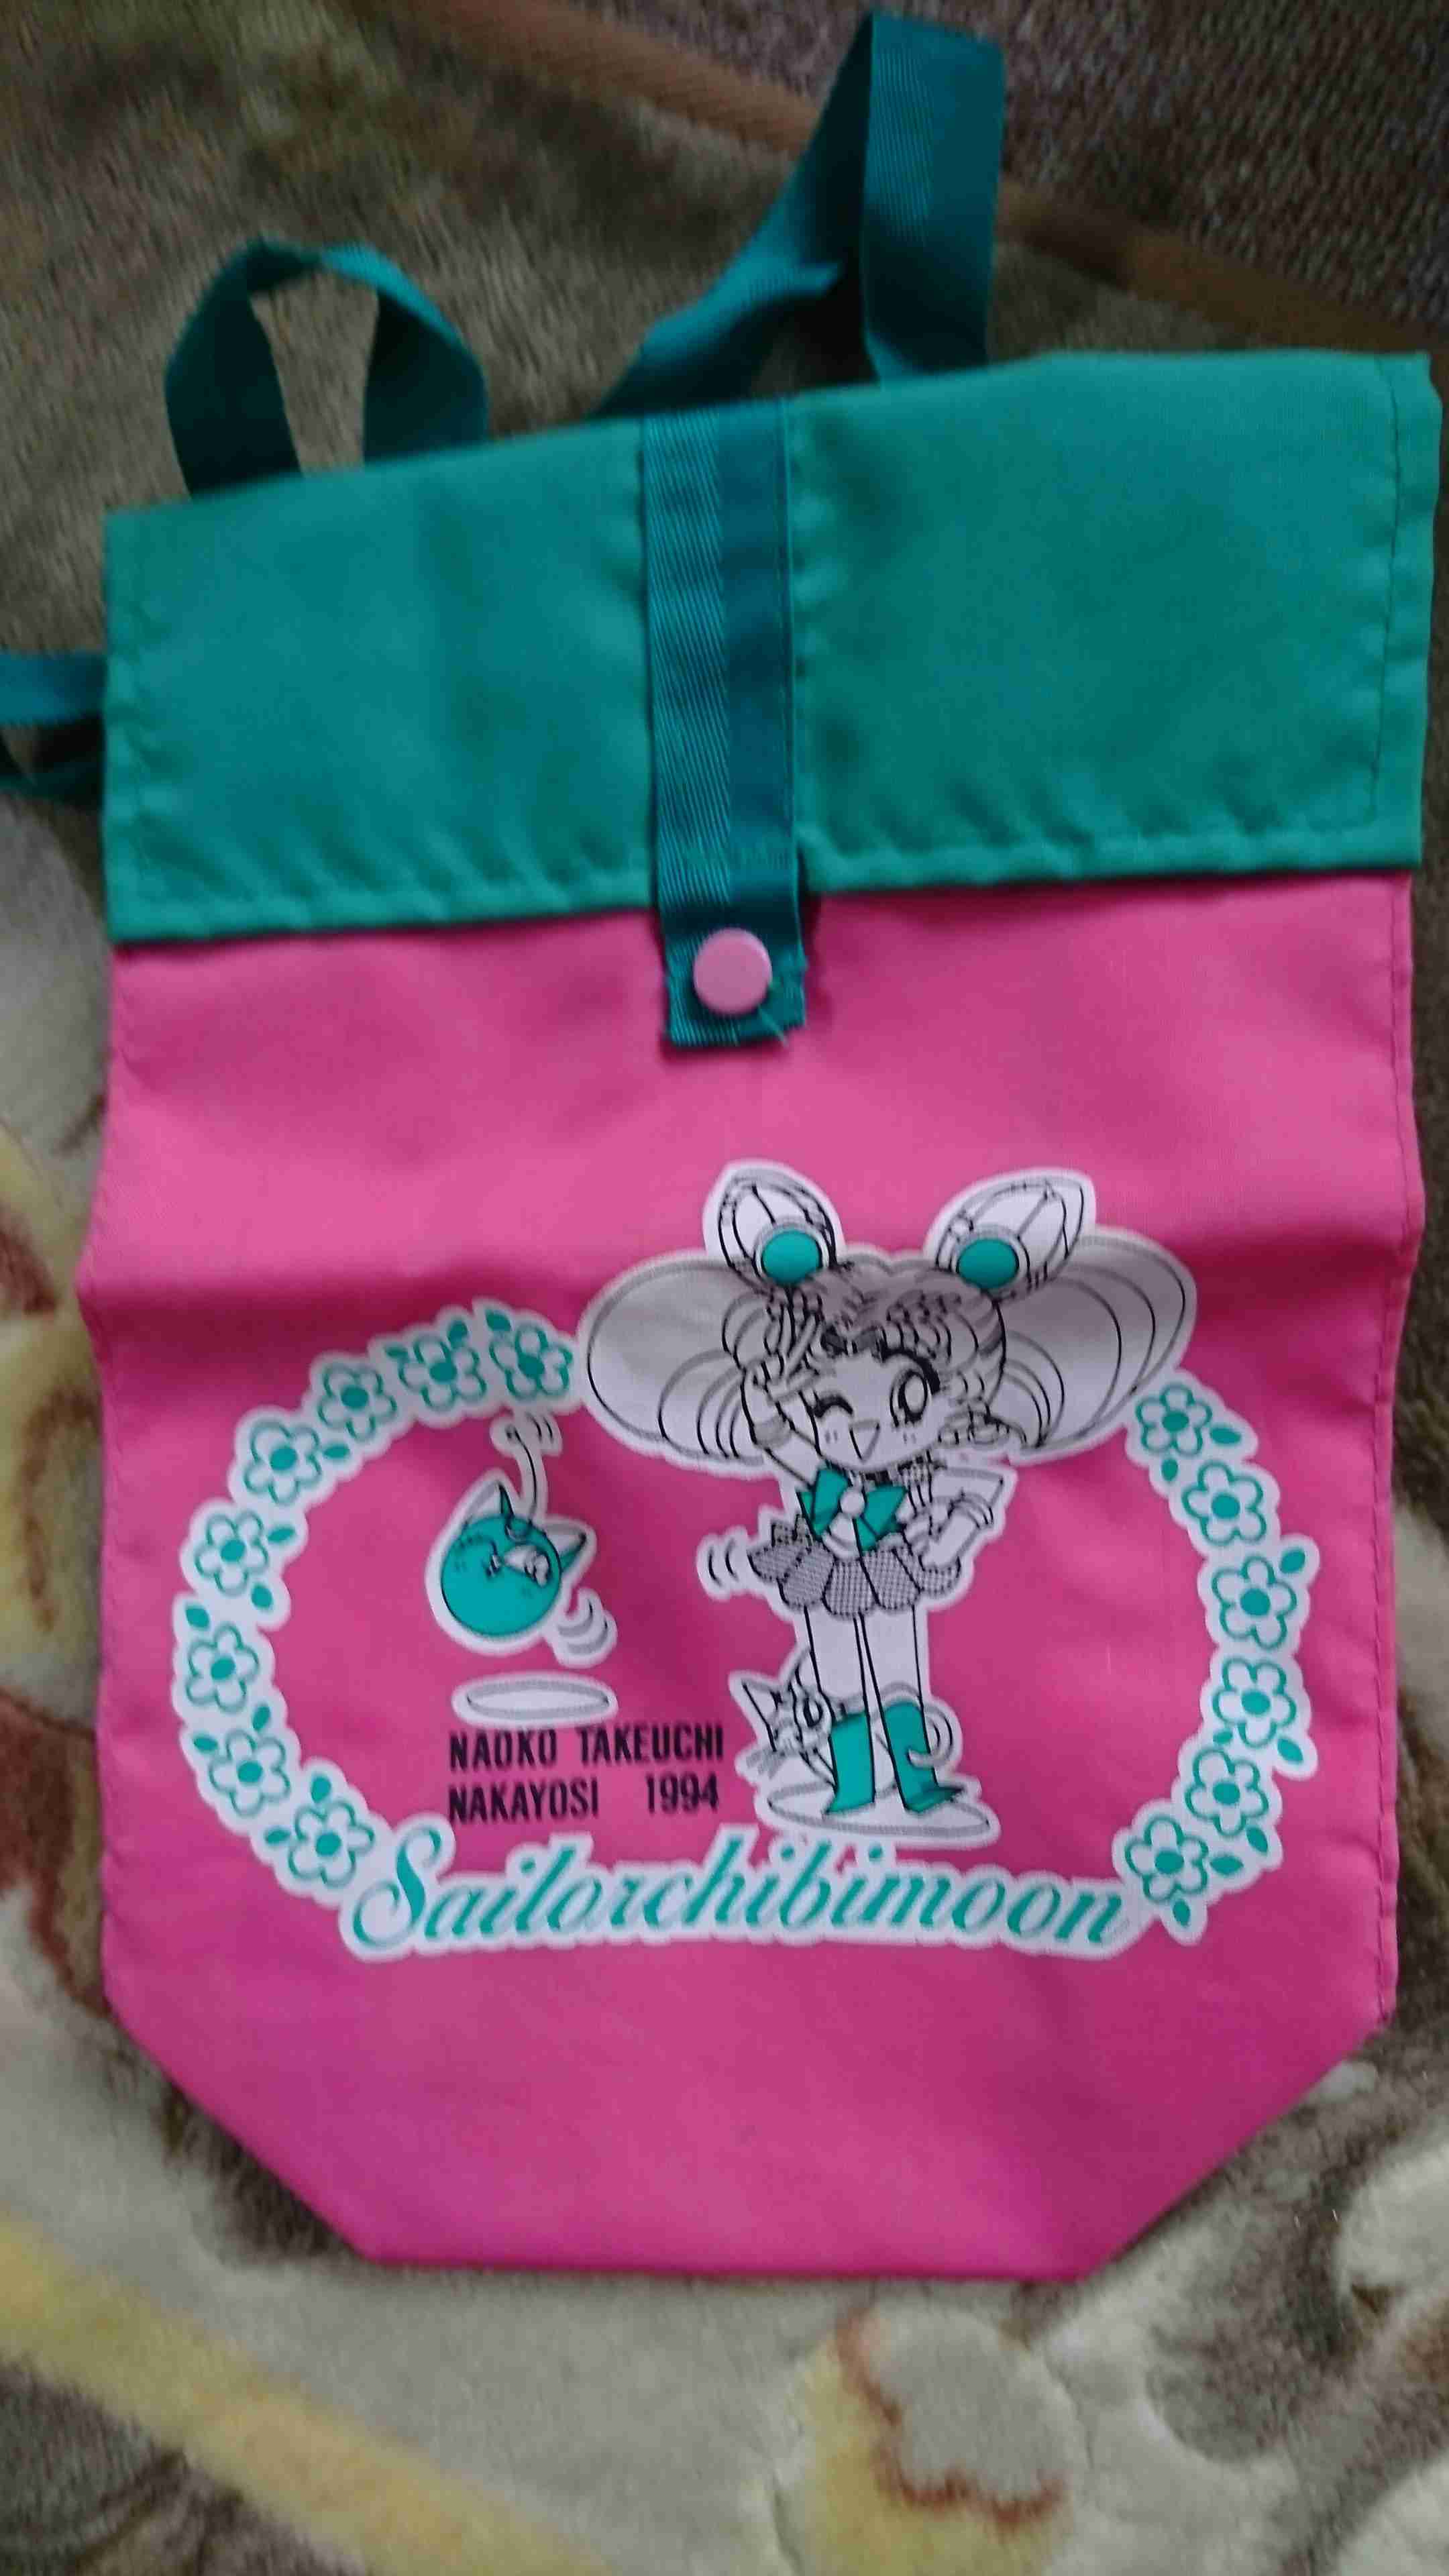 NAOKO TAKEUCHI
NAKAYOSI 1994
Sailorchibimoon